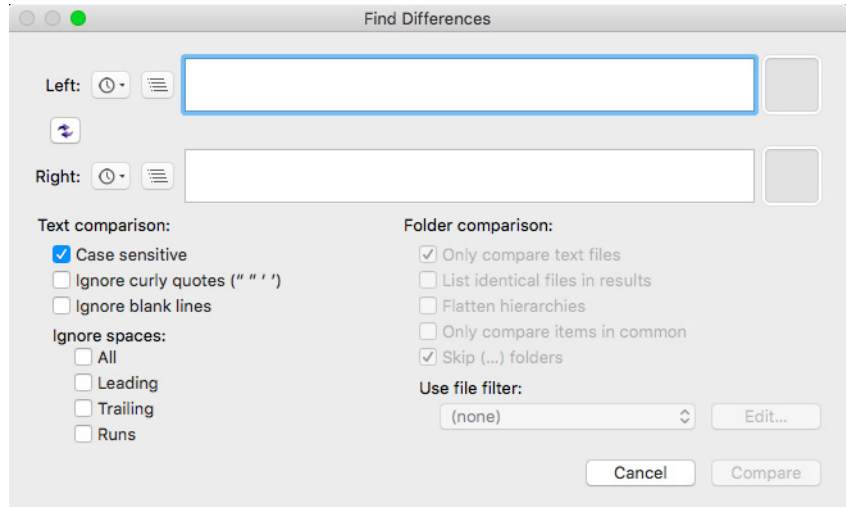 Find Differences
Left:
Right:
Text comparison:
Case sensitive
Ignore curly quotes (“ ” ‘ ’)
Ignore blank lines
Ignore spaces:
All
Leading
Trailing
Runs
Folder comparison:
Only compare text files
List identical files in results
Flatten hierarchies
Only compare items in common
Skip (...) folders
Use file filter:
(none)
Edit...
Cancel
Compare